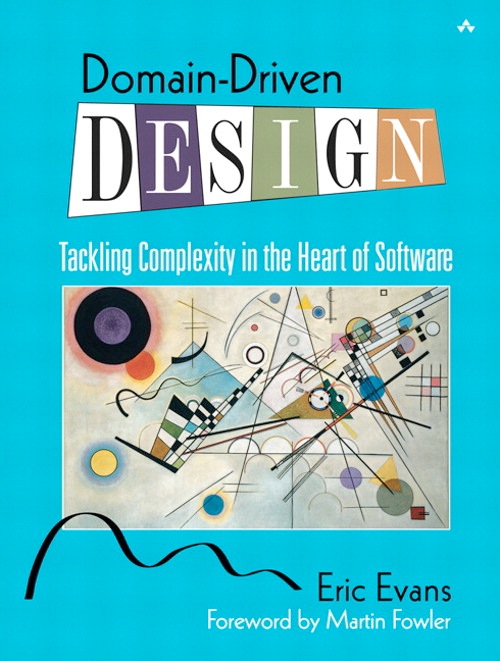 Domain-Driven
DESIGN
Tackling Complexity in the Heart of Software
Eric Evans
Foreword by Martin Fowler